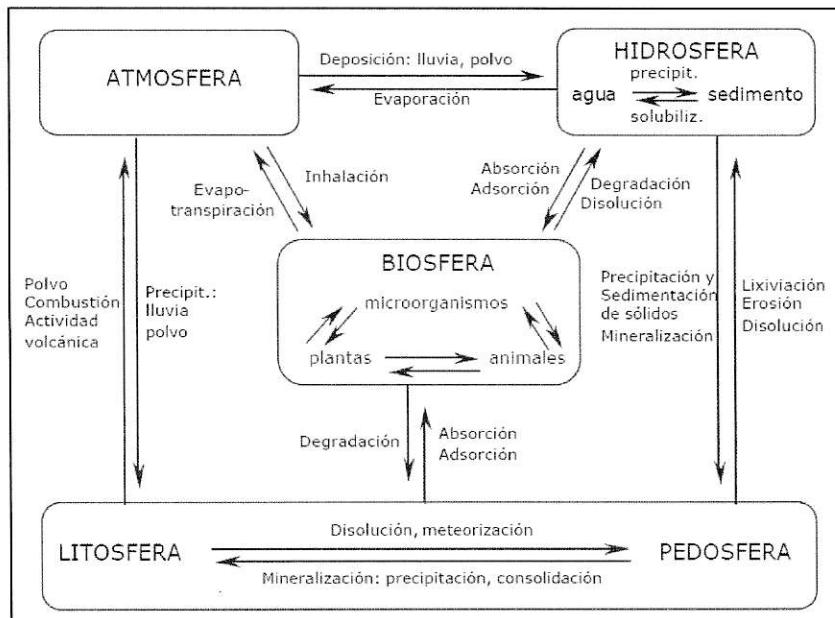 ATMOSFERA
Deposición: lluvia, polvo
Evaporación
HIDROSFERA
precipit.
agua
sedimento
solubiliz.
Evapo-
transpiración
Inhalación
Absorción
Adsorción
Degradación
Disolución
BIOSFERA
microorganismos
plantas
animales
Polvo
Combustión
Actividad
volcánica
Precipit.:
lluvia
polvo
Precipitación y
Sedimentación
de sólidos
Mineralización
Lixiviación
Erosión
Disolución
Degradación
Absorción
Adsorción
LITOSFERA
Disolución, meteorización
PEDOSFERA
Mineralización: precipitación, consolidación